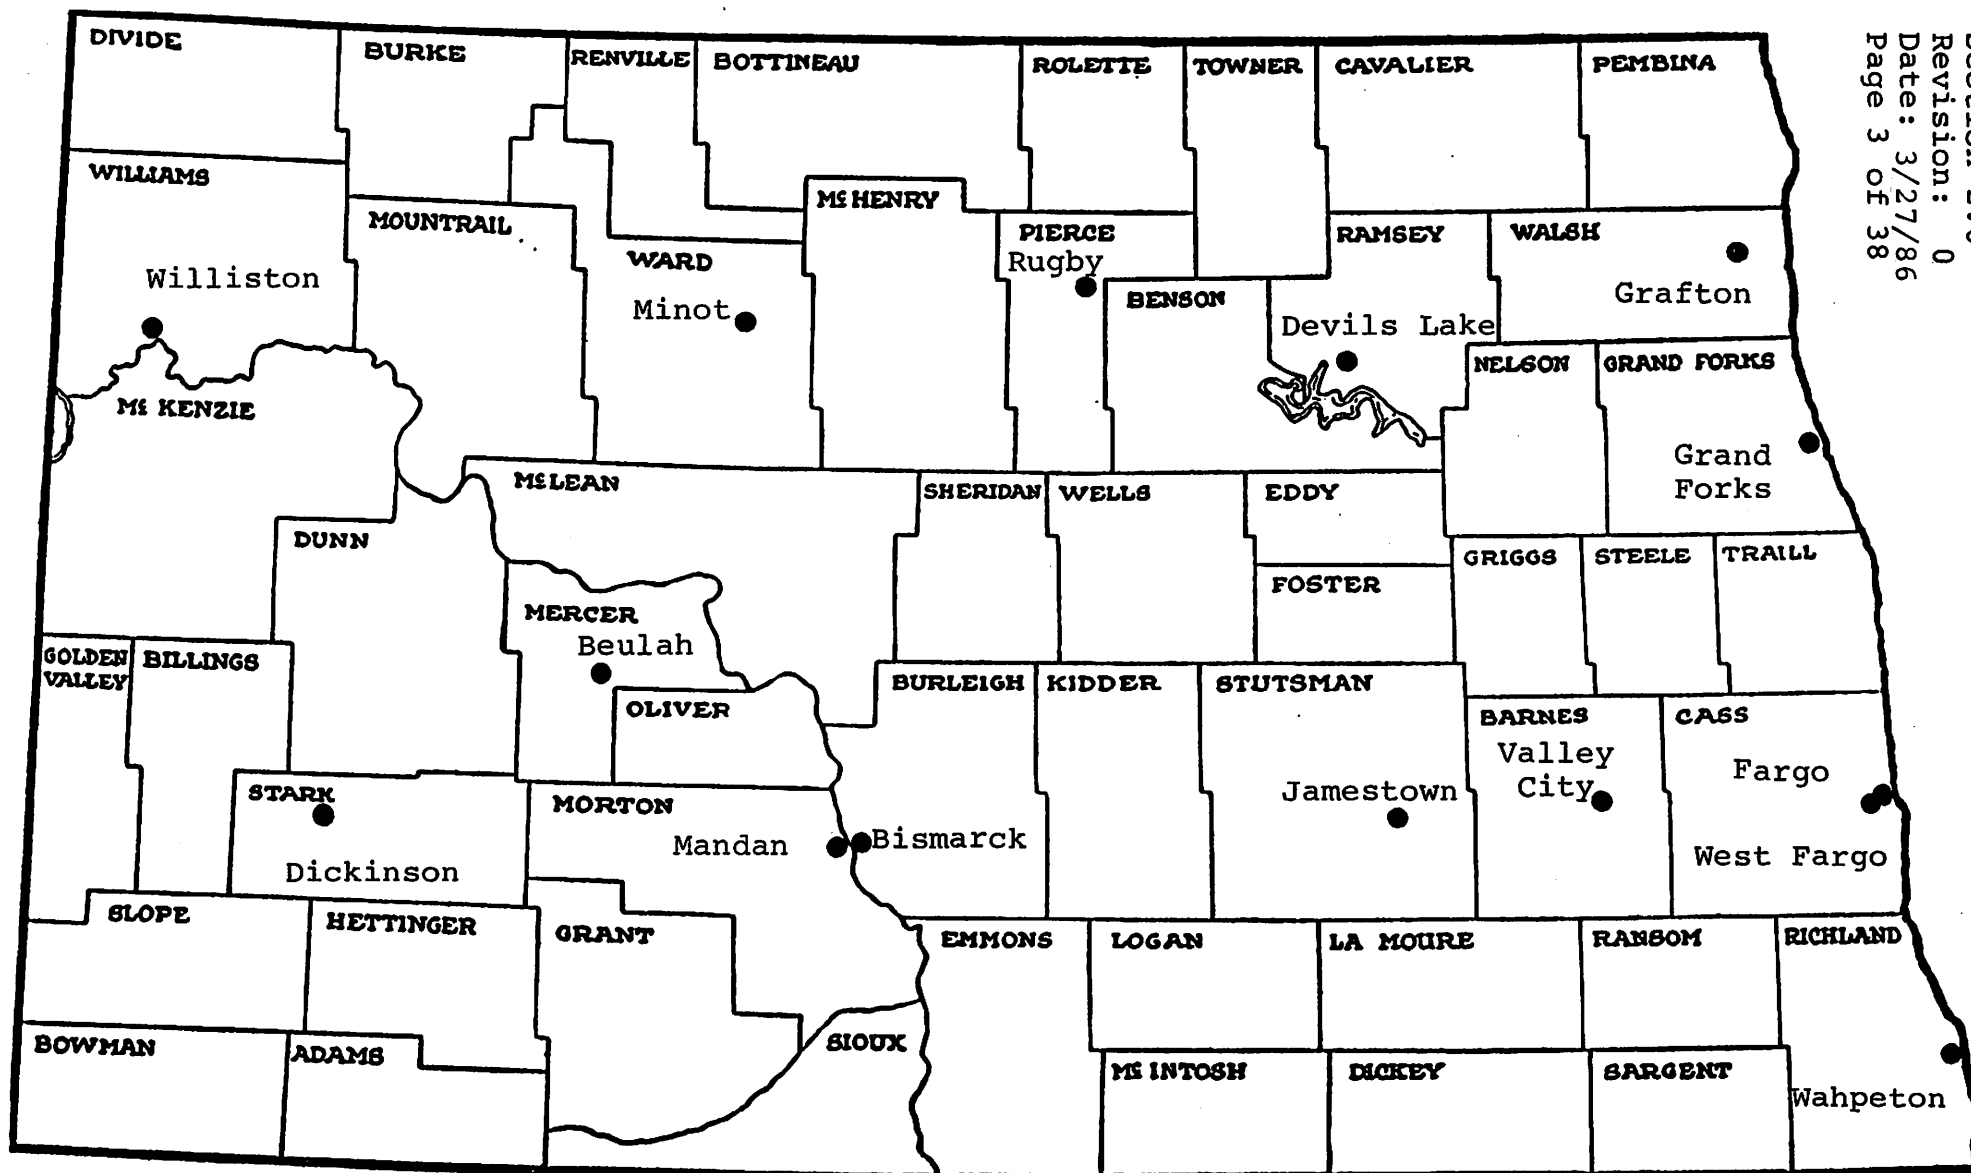 Revision: 0
Date: 3/27/86
Page 3 of 38
DIVIDE
BURKE
RENVILLE
BOTTINEAU
ROLETTE
TOWNER
CAVALIER
PEMBINA
WILLIAMS
MOUNTRAIL
McHENRY
PIERCE
RAMSEY
WALSH
WARD
Rugby
Williston
Minot
BENSON
Grafton
Devils Lake
NELSON
GRAND FORKS
Mc KENZIE
Grand
Forks
McLEAN
SHERIDAN
WELLS
EDDY
DUNN
GRIGGS
STEELE
TRAILL
FOSTER
MERCER
Beulah
GOLDEN
VALLEY
BILLINGS
BURLEIGH
KIDDER
STUTSMAN
OLIVER
BARNES
CASS
Valley
City
Fargo
STARK
MORTON
Jamestown
Mandan
Bismarck
West Fargo
Dickinson
SLOPE
HETTINGER
GRANT
EMMONS
LOGAN
LA MOURE
RANSOM
RICHLAND
BOWMAN
ADAMS
SIOUX
Mc INTOSH
DICKEY
SARGENT
Wahpeton